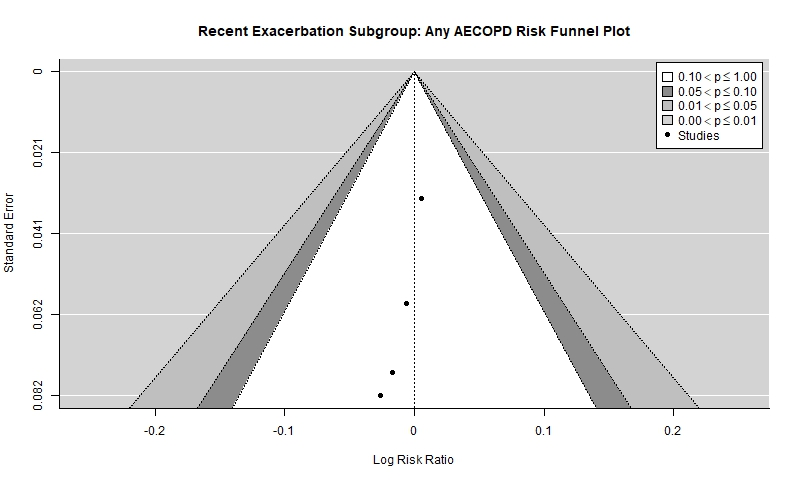 Recent Exacerbation Subgroup: Any AECOPD Risk Funnel Plot
0.10 < p ≤ 1.00
0.05 < p ≤ 0.10
0.01 < p ≤ 0.05
0.00 < p ≤ 0.01
Studies
Standard Error
0
0.021
0.041
0.062
0.082
-0.2
-0.1
0
0.1
0.2
Log Risk Ratio